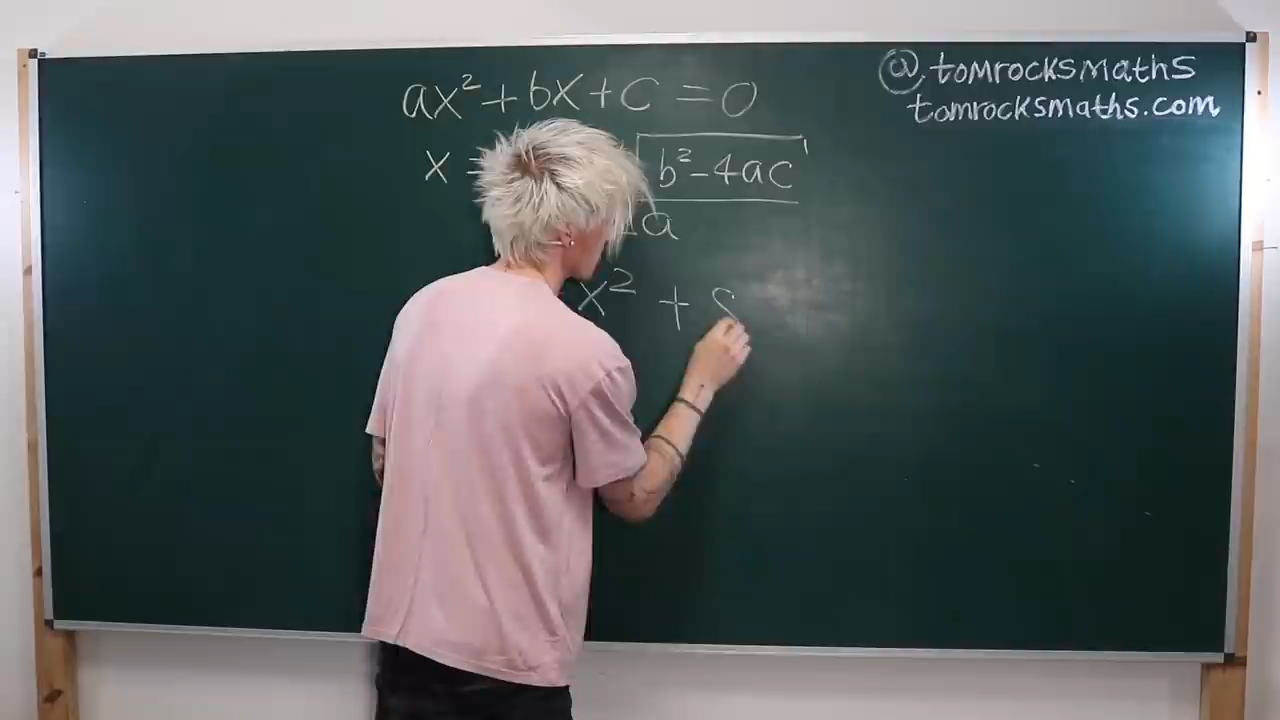 ax²+bx+c=0
@tomrocksmaths
tomrocksmaths.com
x = b²-4ac
a
x² +